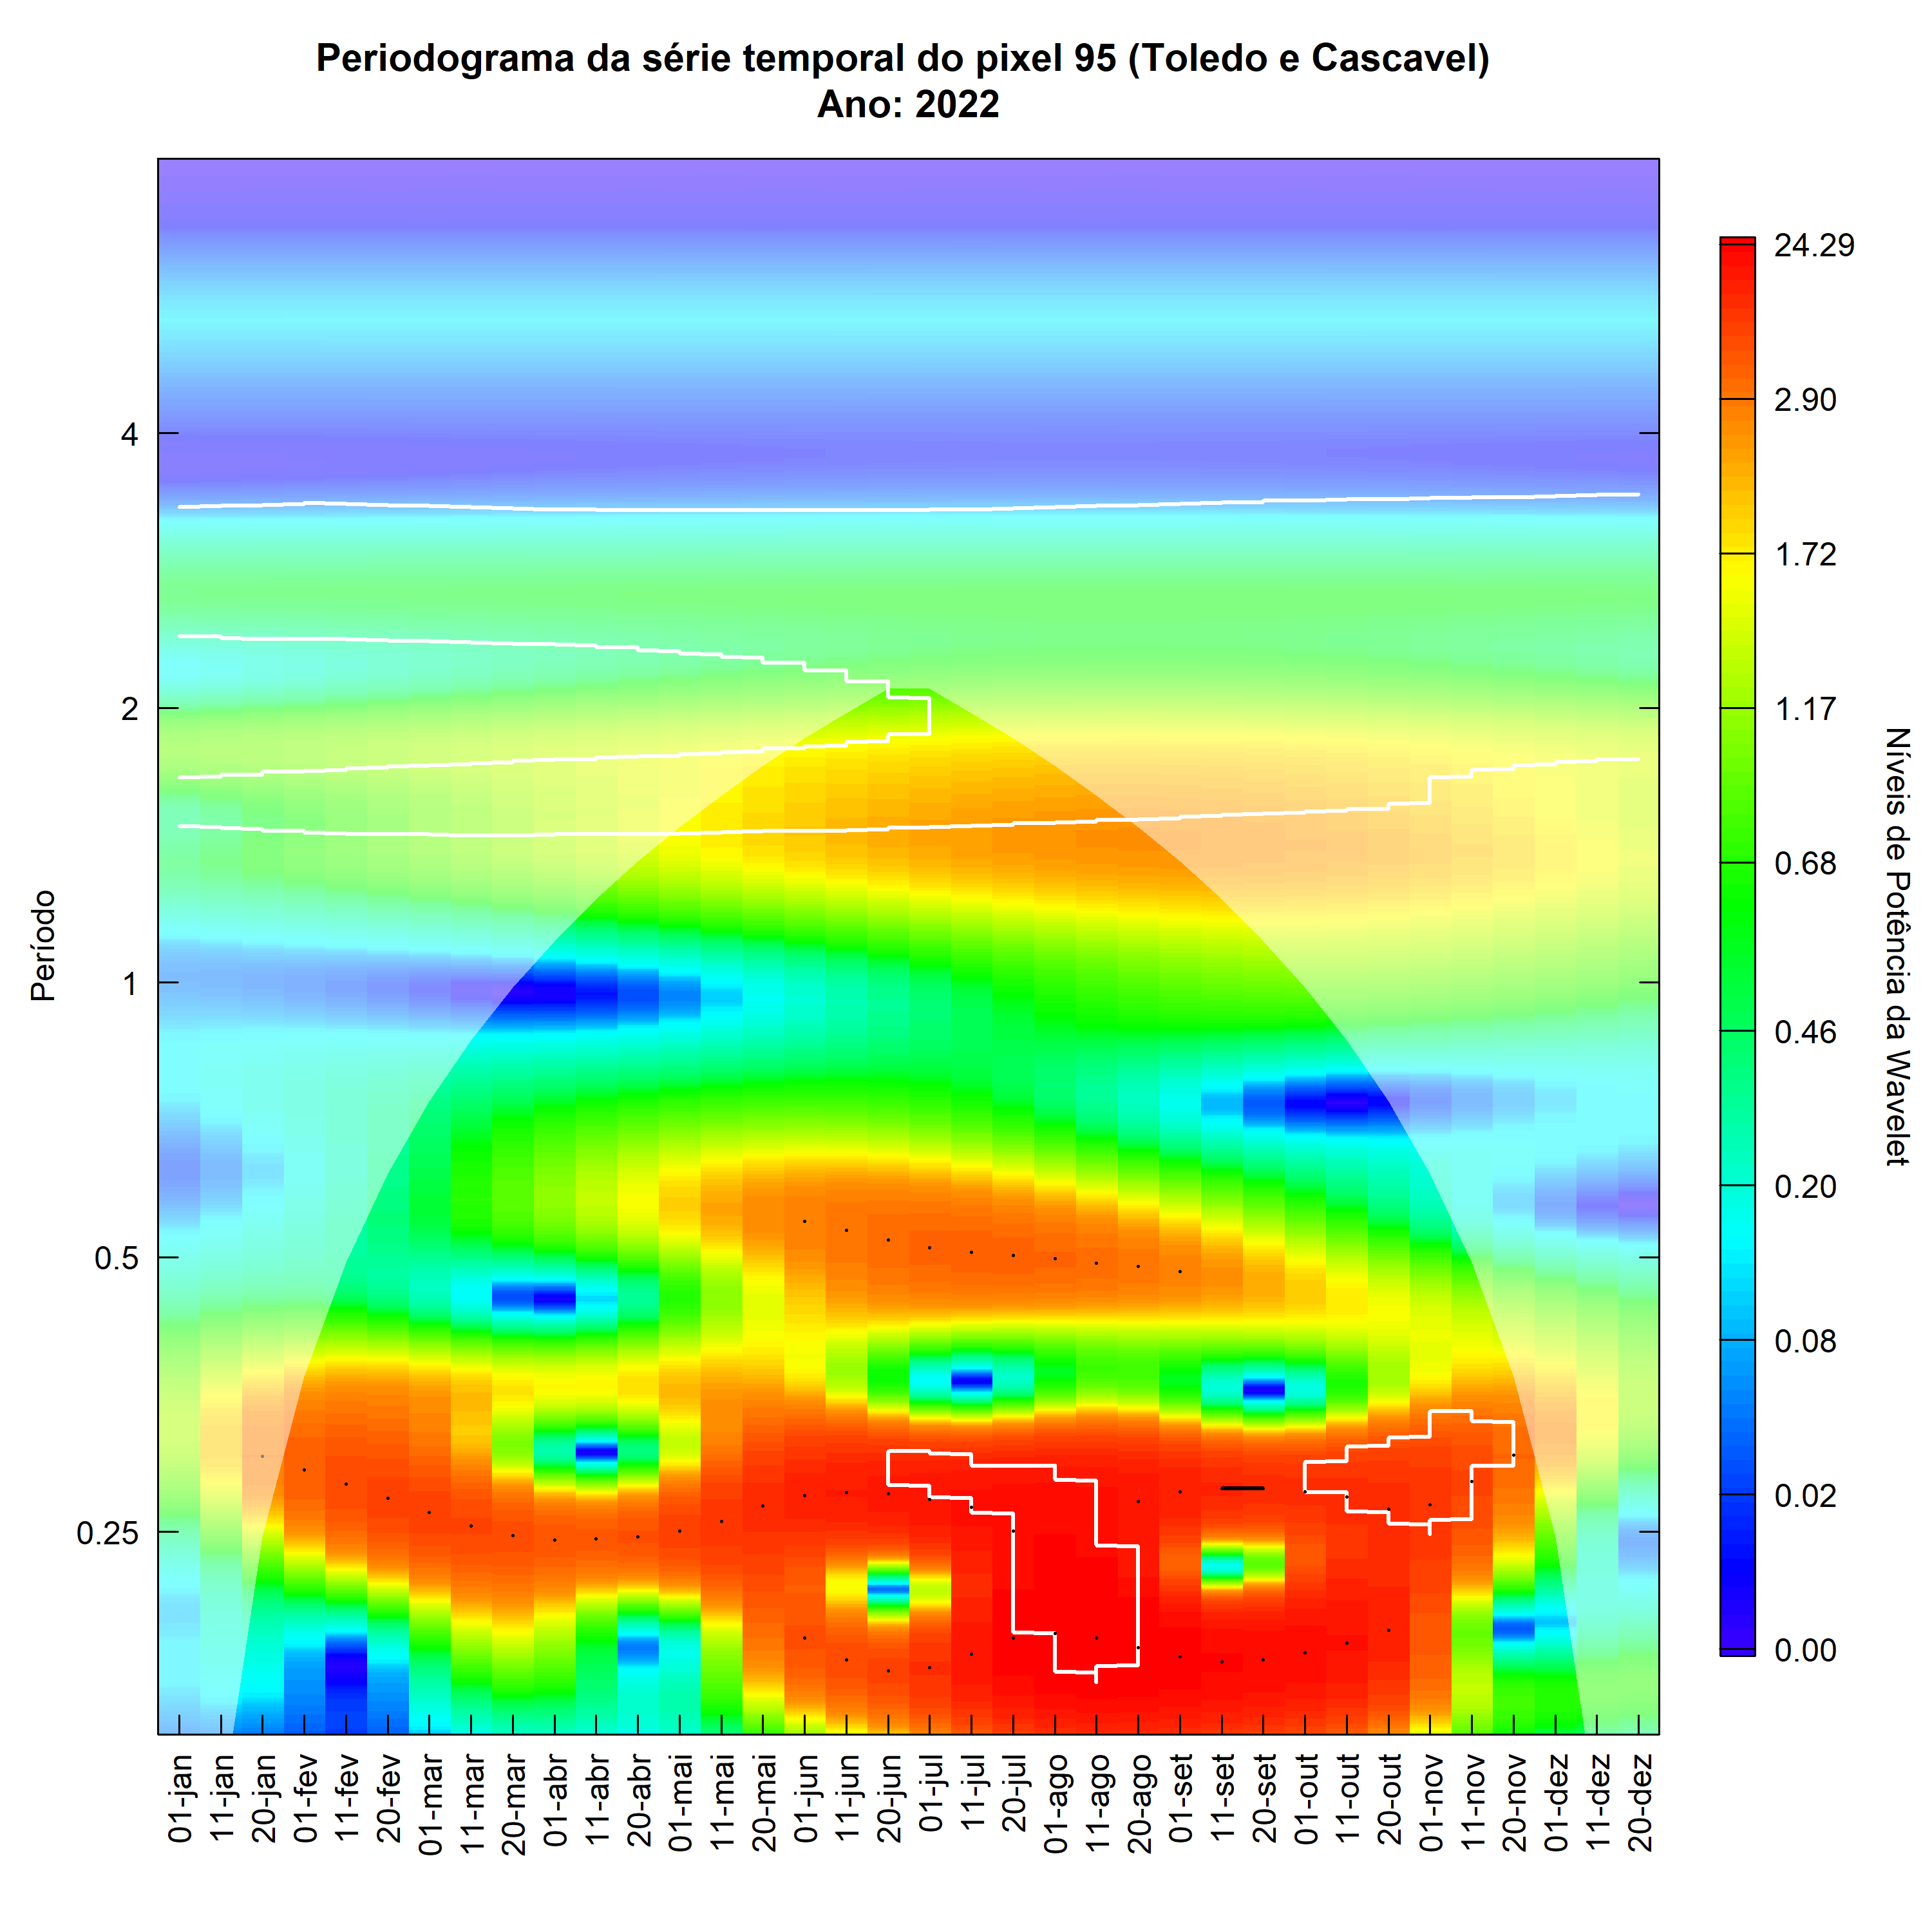 Periodograma da série temporal do pixel 95 (Toledo e Cascavel)
Ano: 2022
Período
4
2
1
0.5
0.25
01-jan
11-jan
20-jan
01-fev
11-fev
20-fev
01-mar
11-mar
20-mar
01-abr
11-abr
20-abr
01-mai
11-mai
20-mai
01-jun
11-jun
20-jun
01-jul
11-jul
20-jul
01-ago
11-ago
20-ago
01-set
11-set
20-set
01-out
11-out
20-out
01-nov
11-nov
20-nov
01-dez
11-dez
20-dez
24.29
2.90
1.72
1.17
0.68
0.46
0.20
0.08
0.02
0.00
Níveis de Potência da Wavelet